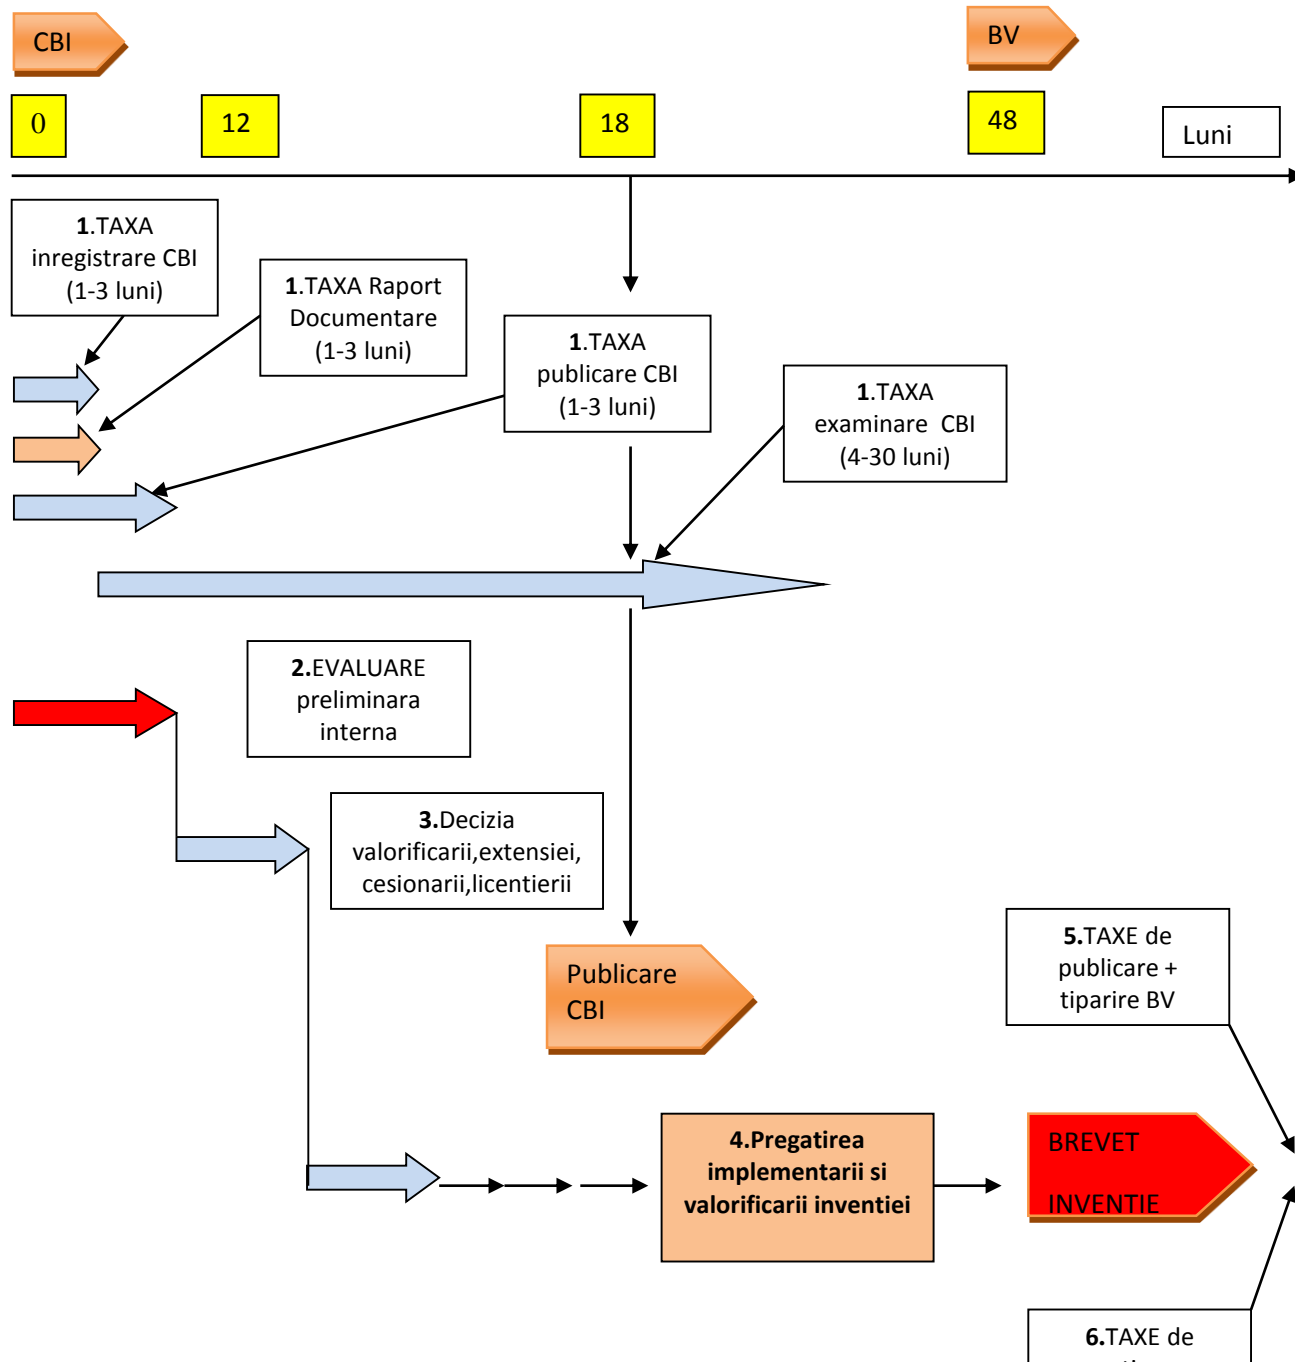 CBI
BV
0
12
18
48
Luni
1.TAXA
inregistrare CBI
(1-3 luni)
1.TAXA Raport
Documentare
(1-3 luni)
1.TAXA
publicare CBI
(1-3 luni)
1.TAXA
examinare CBI
(4-30 luni)
2.EVALUARE
preliminara
interna
3.Decizia
valorificarii,extensiei,
cesionarii,licentierii
Publicare
CBI
5.TAXE de
publicare +
tiparire BV
4.Pregatirea
implementarii si
valorificarii inventiei
BREVET
INVENTIE
6.TAXE de